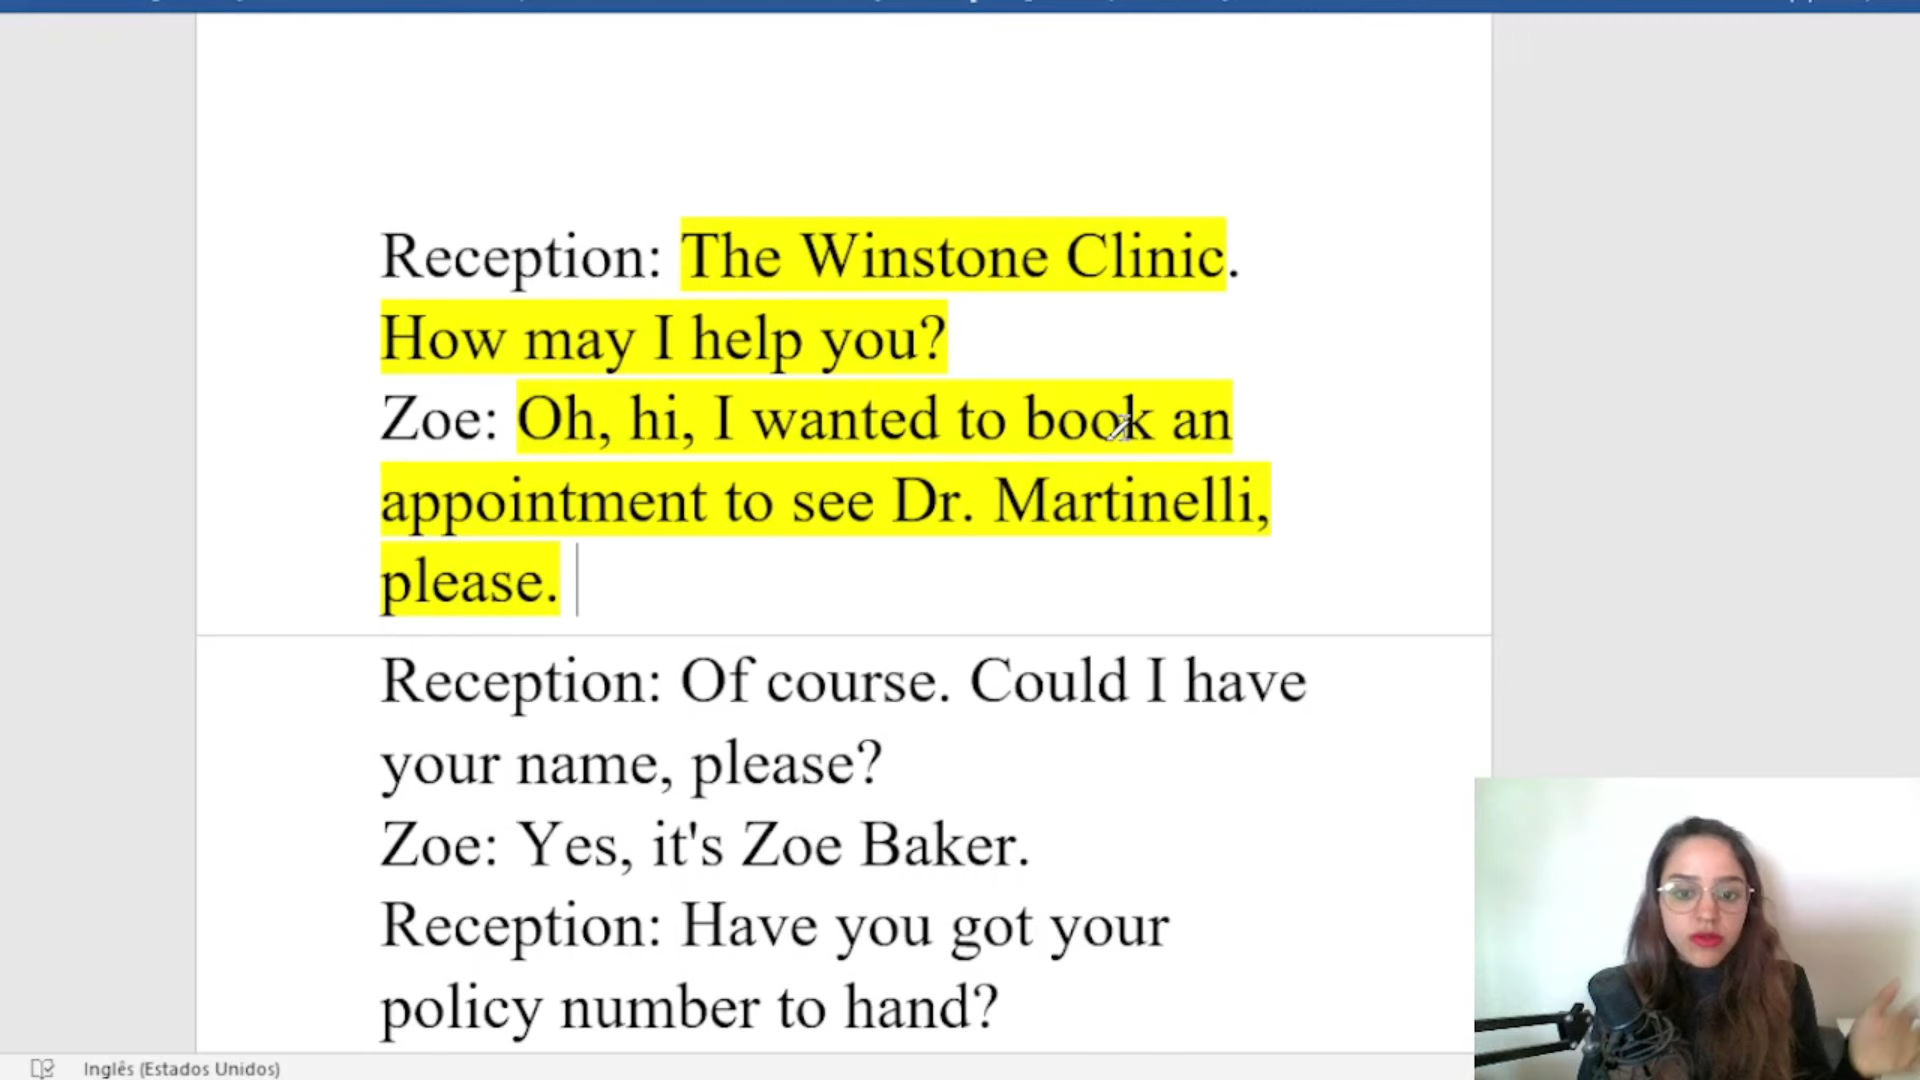 Reception: The Winstone Clinic.
How may I help you?
Zoe: Oh, hi, I wanted to book an
appointment to see Dr. Martinelli,
please.
Reception: Of course. Could I have
your name, please?
Zoe: Yes, it's Zoe Baker.
Reception: Have you got your
policy number to hand?
Inglês (Estados Unidos)